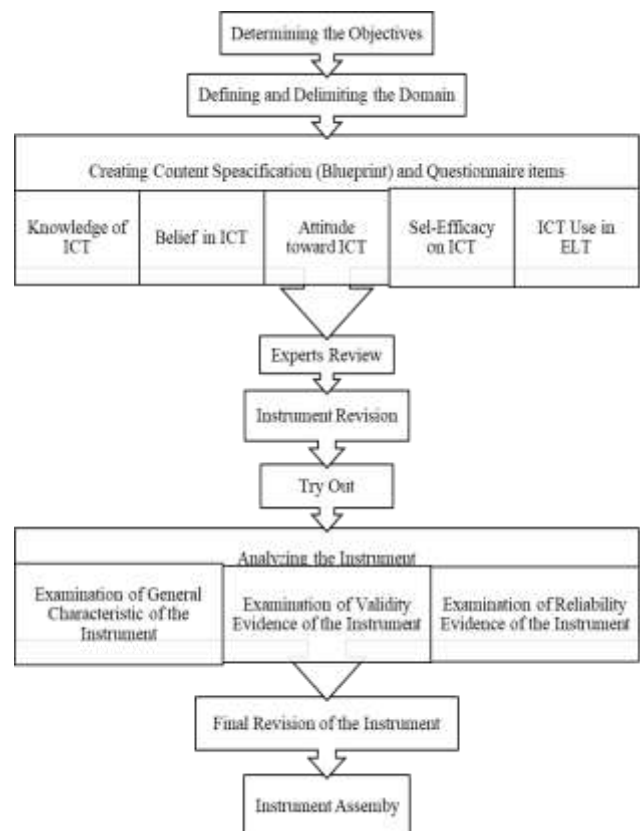 Determining the Objectives
Defining and Delimiting the Domain
Creating Content Speacification (Blueprint) and Questionnaire items
Knowledge of
ICT
Belief in ICT
Attitude
toward ICT
Sel-Efficacy
on ICT
ICT Use in
ELT
Experts Review
Instrument Revision
Try Out
Analyzing the Instrument
Examination of General
Characteristic of the
Instrument
Examination of Validity
Evidence of the Instrument
Examination of Reliability
Evidence of the Instrument
Final Revision of the Instrument
Instrument Assemby